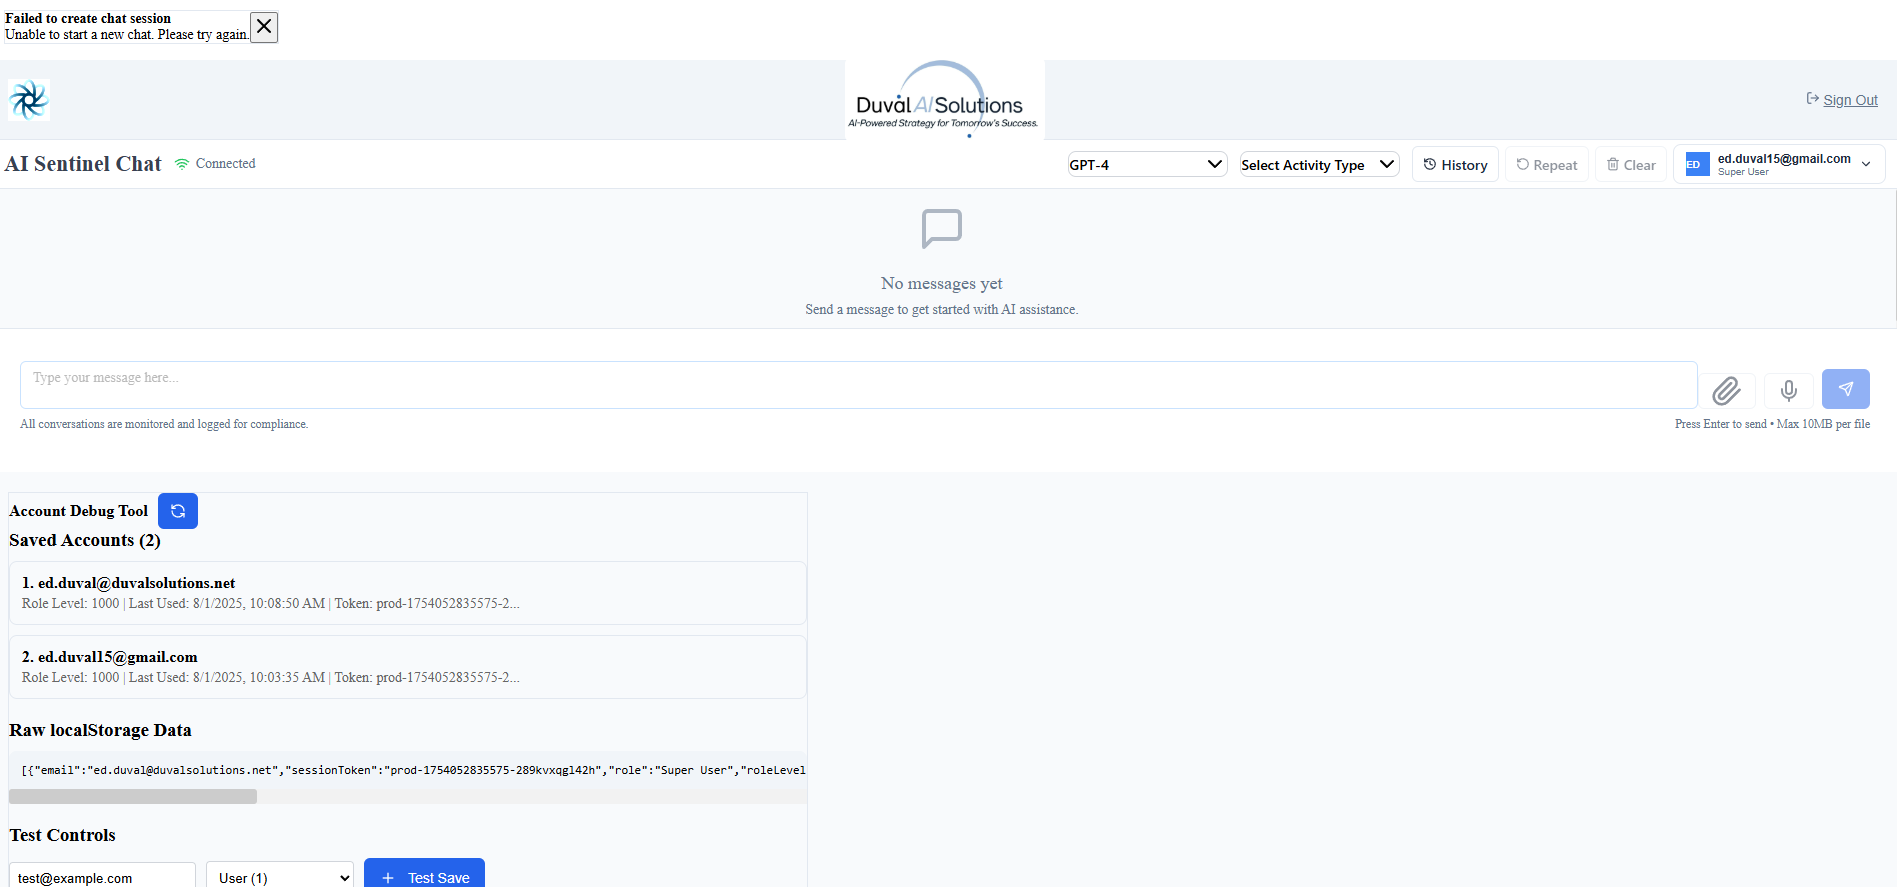 Failed to create chat session
Unable to start a new chat. Please try again.
Duval AI Solutions
AI-Powered Strategy for Tomorrow's Success.
Sign Out
AI Sentinel Chat
Connected
GPT-4
Select Activity Type
History
Repeat
Clear
ED
ed.duval15@gmail.com
Super User
No messages yet
Send a message to get started with AI assistance.
Type your message here...
All conversations are monitored and logged for compliance.
Press Enter to send • Max 10MB per file
Account Debug Tool
Saved Accounts (2)
1. ed.duval@duvalsolutions.net
Role Level: 1000 | Last Used: 8/1/2025, 10:08:50 AM | Token: prod-1754052835575-2...
2. ed.duval15@gmail.com
Role Level: 1000 | Last Used: 8/1/2025, 10:03:35 AM | Token: prod-1754052835575-2...
Raw localStorage Data
[{"email":"ed.duval@duvalsolutions.net","sessionToken":"prod-1754052835575-289kvxqgl42h","role":"Super User","roleLevel
Test Controls
test@example.com
User (1)
Test Save